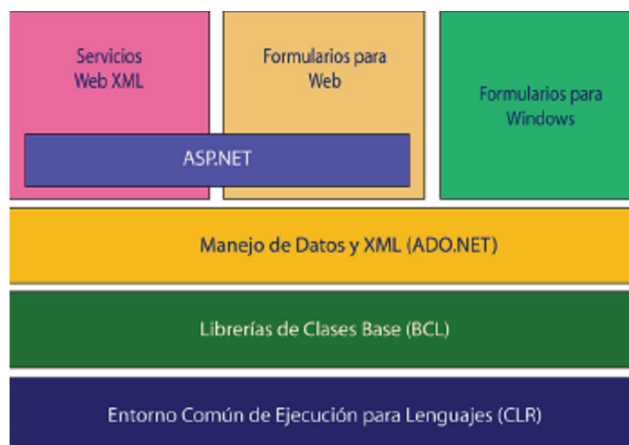 Servicios
Web XML
Formularios para
Web
Formularios para
Windows
ASP.NET
Manejo de Datos y XML (ADO.NET)
Librerías de Clases Base (BCL)
Entorno Común de Ejecución para Lenguajes (CLR)